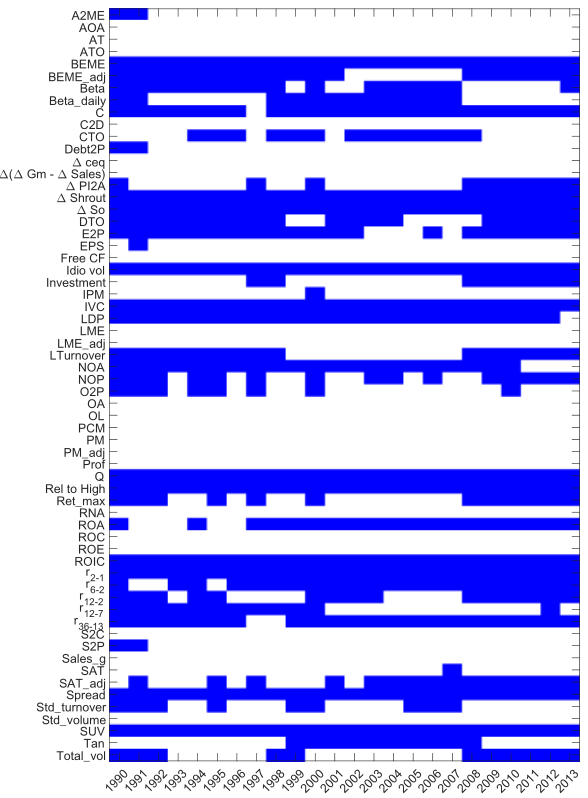 A2ME
AOA
AT
ATO
BEME
BEME_adj
Beta
Beta_daily
C
C2D
CTO
Debt2P
Δ ceq
Δ(Δ Gm - Δ Sales)
Δ PI2A
Δ Shrout
Δ So
DTO
E2P
EPS
Free CF
Idio vol
Investment
IPM
IVC
LDP
LME
LME_adj
LTurnover
NOA
NOP
O2P
OA
OL
PCM
PM
PM_adj
Prof
Q
Rel to High
Ret_max
RNA
ROA
ROC
ROE
ROIC
r2-1
r6-2
r12-2
r12-7
r36-13
S2C
S2P
Sales_g
SAT
SAT_adj
Spread
Std_turnover
Std_volume
SUV
Tan
Total_vol
1990 1991 1992 1993 1994 1995 1996 1997 1998 1999 2000 2001 2002 2003 2004 2005 2006 2007 2008 2009 2010 2011 2012 2013